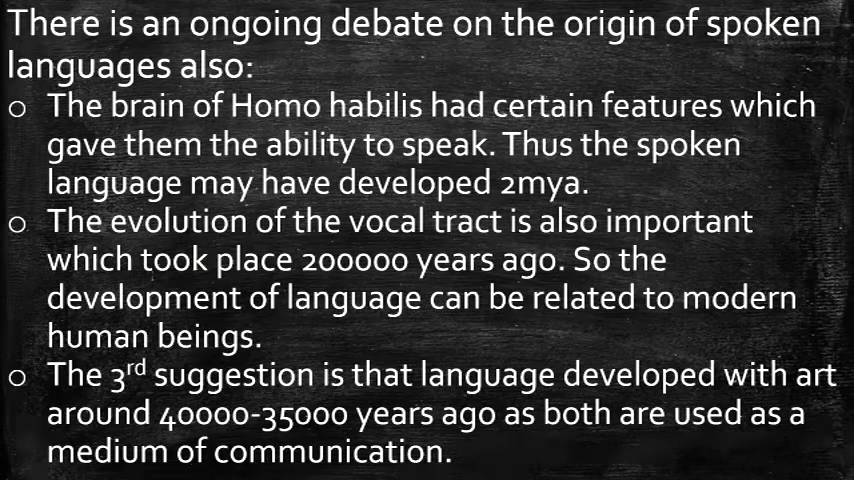 There is an ongoing debate on the origin of spoken
languages also:
o The brain of Homo habilis had certain features which
gave them the ability to speak. Thus the spoken
language may have developed 2mya.
o The evolution of the vocal tract is also important
which took place 200000 years ago. So the
development of language can be related to modern
human beings.
o The 3rd suggestion is that language developed with art
around 40000-35000 years ago as both are used as a
medium of communication.